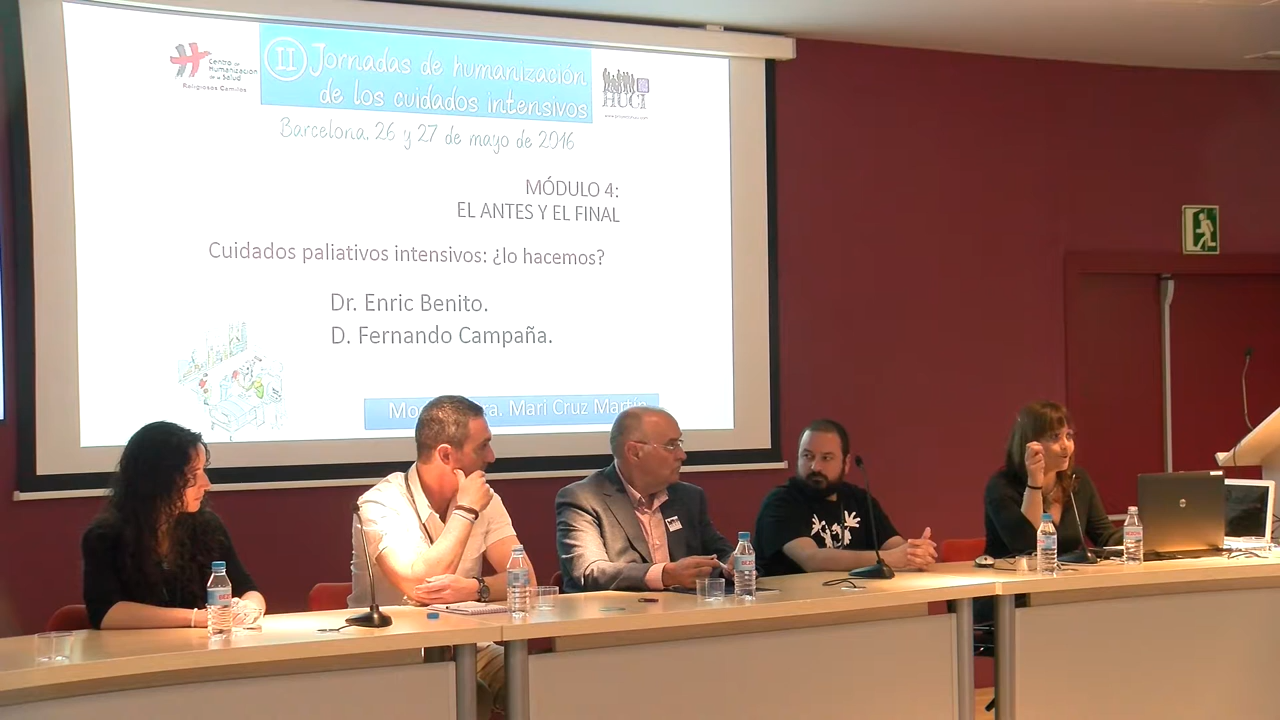 Centro de
Humanización
de la Salud
Religiosos Camilos
II Jornadas de humanización
de los cuidados intensivos
HUCI
Barcelona. 26 y 27 de mayo de 2016
MÓDULO 4:
EL ANTES Y EL FINAL
Cuidados paliativos intensivos: ¿lo hacemos?
Dr. Enric Benito.
D. Fernando Campaña.
Mari Cruz Martín